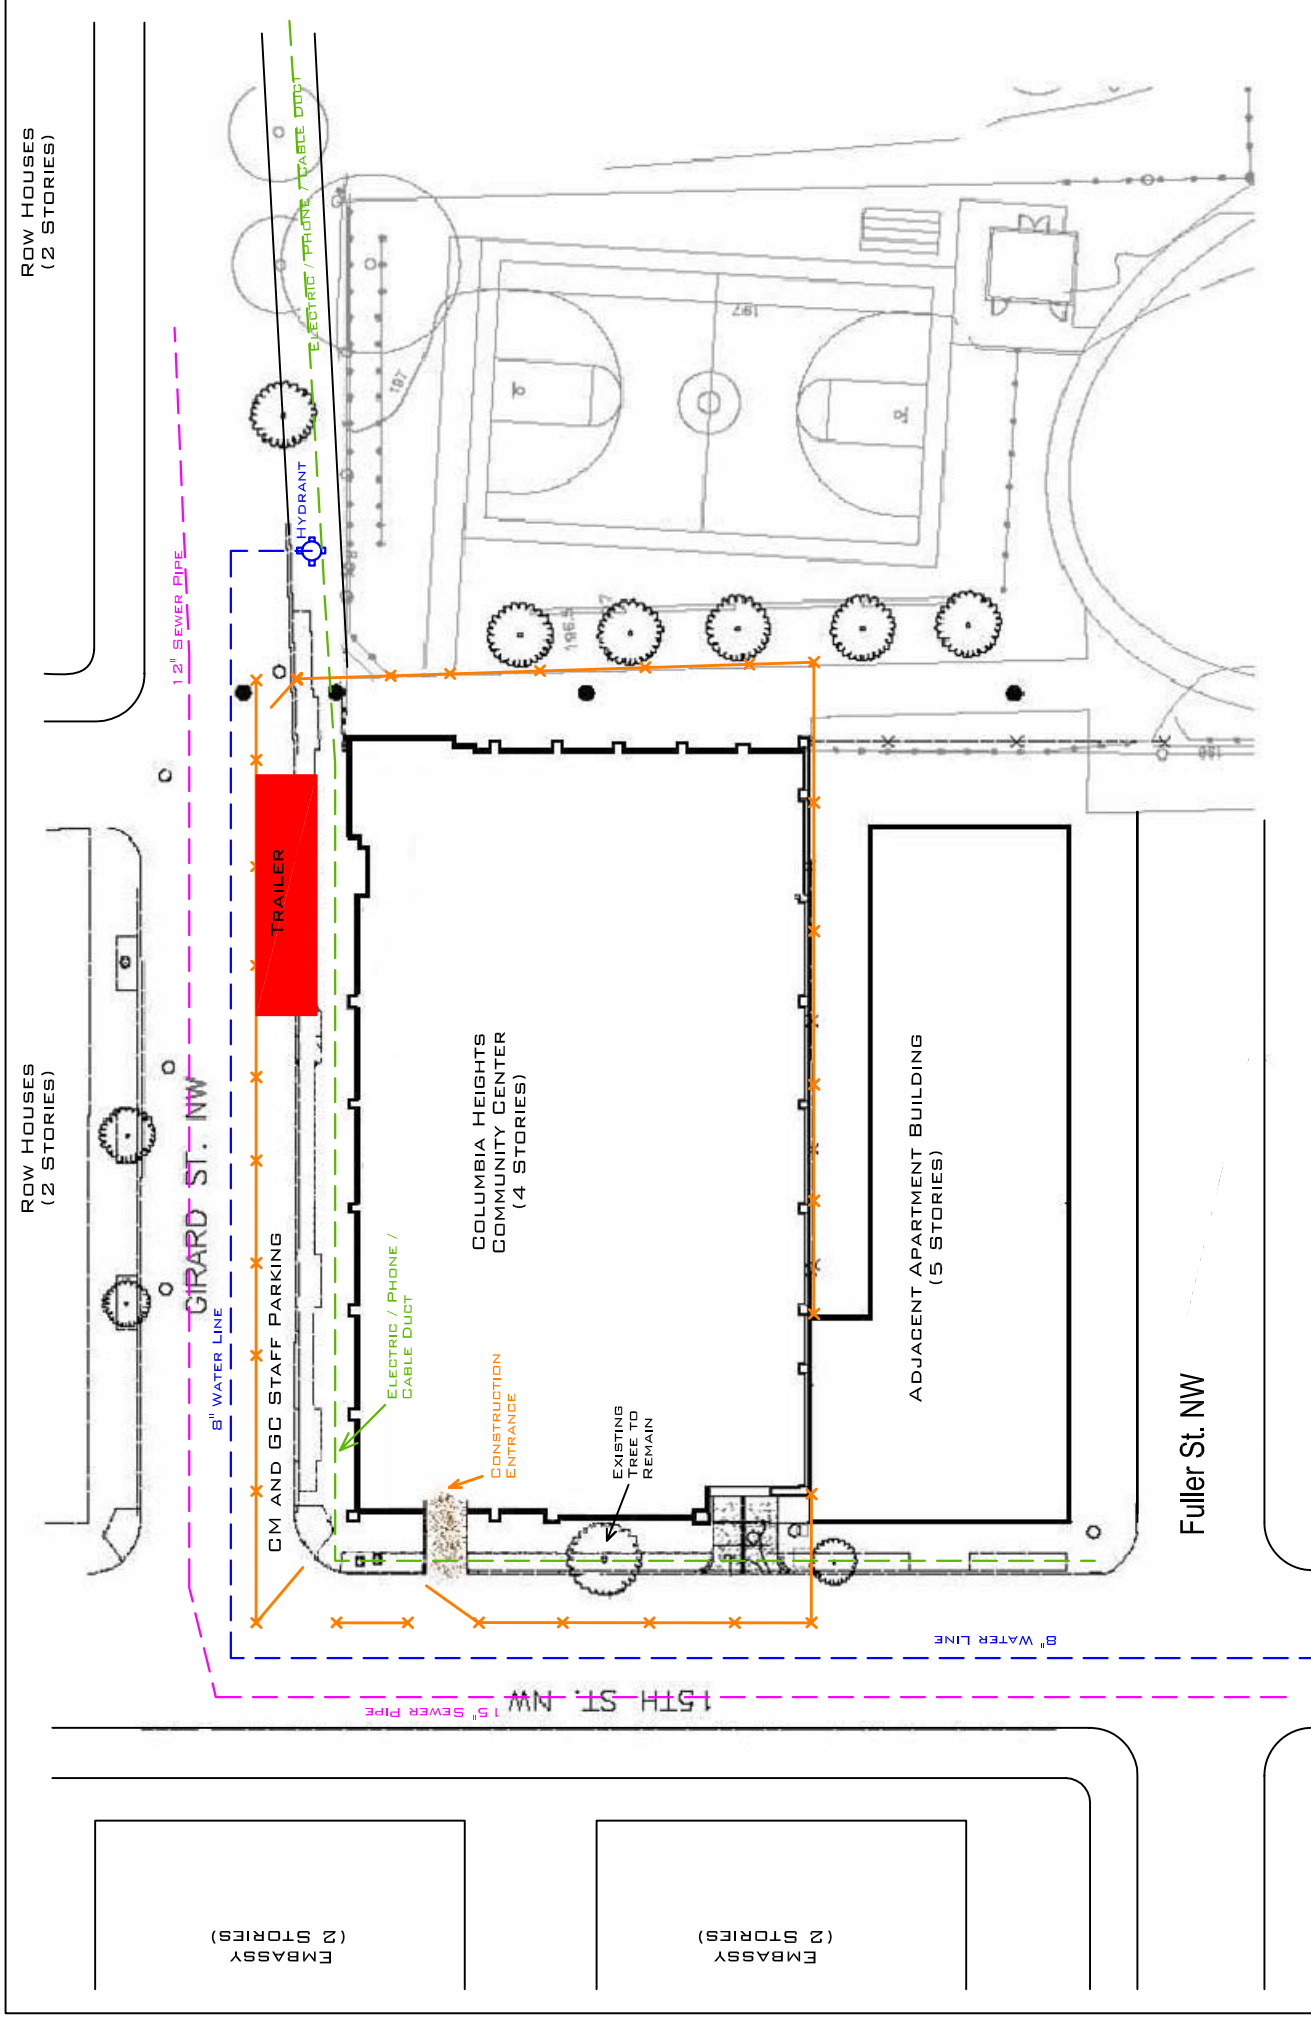 ROW HOUSES
(2 STORIES)
ELECTRIC / PHONE / CABLE DUCT
197
197
HYDRANT
12" SEWER PIPE
196.5
TRAILER
ROW HOUSES
(2 STORIES)
GIRARD ST. NW
8" WATER LINE
CM AND GC STAFF PARKING
COLUMBIA HEIGHTS
COMMUNITY CENTER
(4 STORIES)
ADJACENT APARTMENT BUILDING
(5 STORIES)
ELECTRIC / PHONE /
CABLE DUCT
CONSTRUCTION
ENTRANCE
EXISTING
TREE TO
REMAIN
Fuller St. NW
8" WATER LINE
15TH ST. NW
15" SEWER PIPE
EMBASSY
(2 STORIES)
EMBASSY
(2 STORIES)